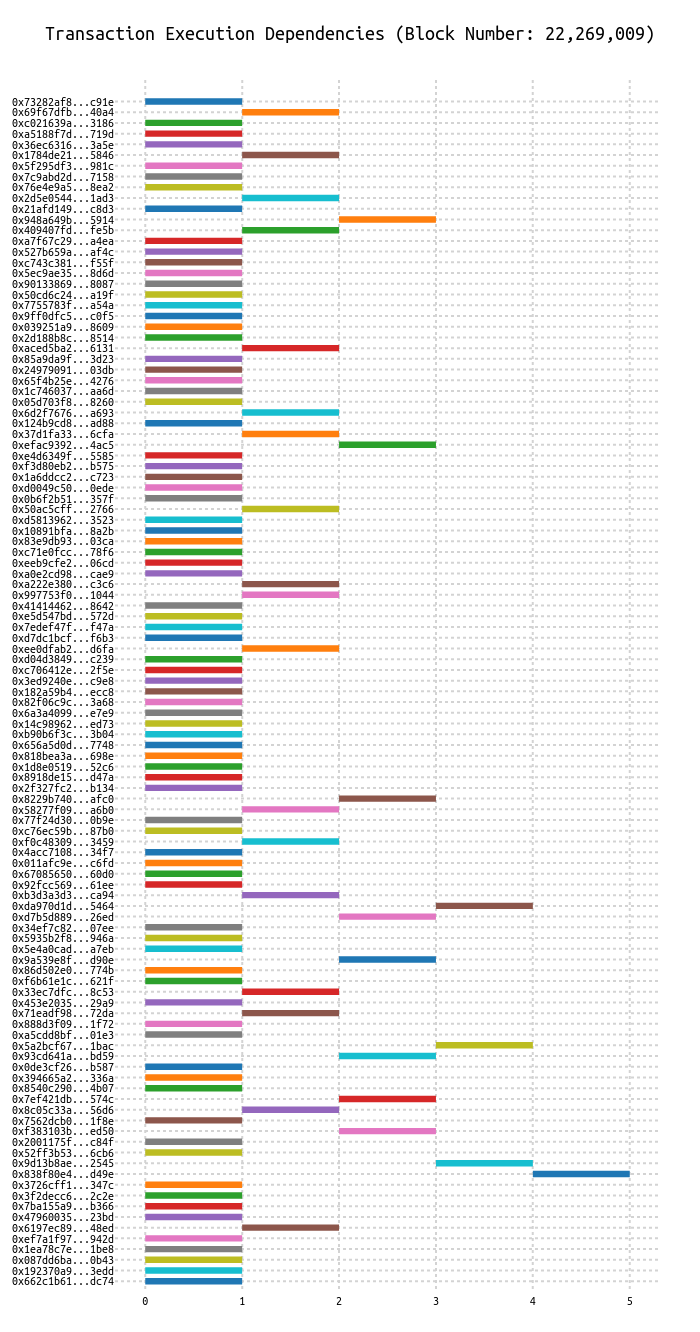 Transaction Execution Dependencies (Block Number: 22,269,009)
0x73282af8...c91e
0x69f67dfb...40a4
0xc021639a...3186
0xa5188f7d...719d
0x36ec6316...3a5e
0x1784de21...5846
0x5f295df3...981c
0x7c9abd2d...7158
0x76e4e9a5...8ea2
0x2d5e0544...1ad3
0x21afd149...c8d3
0x948a649b...5914
0x409407fd...fe5b
0xa7f67c29...a4ea
0x527b659a...af4c
0xc743c381...f55f
0x5ec9ae35...8d6d
0x90133869...8087
0x50cd6c24...a19f
0x7755783f...a54a
0x9ff0dfc5...c0f5
0x039251a9...8609
0x2d188b8c...8514
0xaced5ba2...6131
0x85a9da9f...3d23
0x24979091...03db
0x65f4b25e...4276
0x1c746037...aa6d
0x05d703f8...8260
0x6d2f7676...a693
0x124b9cd8...ad88
0x37d1fa33...6cfa
0xefac9392...4ac5
0xe4d6349f...5585
0xf3d80eb2...b575
0x1a6ddcc2...c723
0xd0049c50...0ede
0x0b6f2b51...357f
0x50ac5cff...2766
0xd5813962...3523
0x10891bfa...8a2b
0x83e9db93...03ca
0xc71e0fcc...78f6
0xeeb9cfe2...06cd
0xa0e2cd98...cae9
0xa222e380...c3c6
0x997753f0...1044
0x41414462...8642
0xe5d547bd...572d
0x7edef47f...f47a
0xd7dc1bcf...f6b3
0xee0dfab2...d6fa
0xd04d3849...c239
0xc706412e...2f5e
0x3ed9240e...c9e8
0x182a59b4...ecc8
0x82f06c9c...3a68
0x6a3a4099...e7e9
0x14c98962...ed73
0xb90b6f3c...3b04
0x656a5d0d...7748
0x818bea3a...698e
0x1d8e0519...52c6
0x8918de15...d47a
0x2f327fc2...b134
0x8229b740...afc0
0x58277f09...a6b0
0x77f24d30...0b9e
0xc76ec59b...87b0
0xf0c48309...3459
0x4acc7108...34f7
0x011afc9e...c6fd
0x67085650...60d0
0x92fcc569...61ee
0xb3d3a3d3...ca94
0xda970d1d...5464
0xd7b5d889...26ed
0x34ef7c82...07ee
0x5935b2f8...946a
0x5e4a0cad...a7eb
0x9a539e8f...d90e
0x86d502e0...774b
0xf6b61e1c...621f
0x33ec7dfc...8c53
0x453e2035...29a9
0x71eadf98...72da
0x888d3f09...1f72
0xa5cdd8bf...01e3
0x5a2bcf67...1bac
0x93cd641a...bd59
0x0de3cf26...b587
0x394665a2...336a
0x8540c290...4b07
0x7ef421db...574c
0x8c05c33a...56d6
0x7562dcb0...1f8e
0xf383103b...ed50
0x2001175f...c84f
0x52ff3b53...6cb6
0x9d13b8ae...2545
0x838f80e4...d49e
0x3726cff1...347c
0x3f2decc6...2c2e
0x7ba155a9...b366
0x47960035...23bd
0x6197ec89...48ed
0xef7a1f97...942d
0x1ea78c7e...1be8
0x087dd6ba...0b43
0x192370a9...3edd
0x662c1b61...dc74
0 1 2 3 4 5